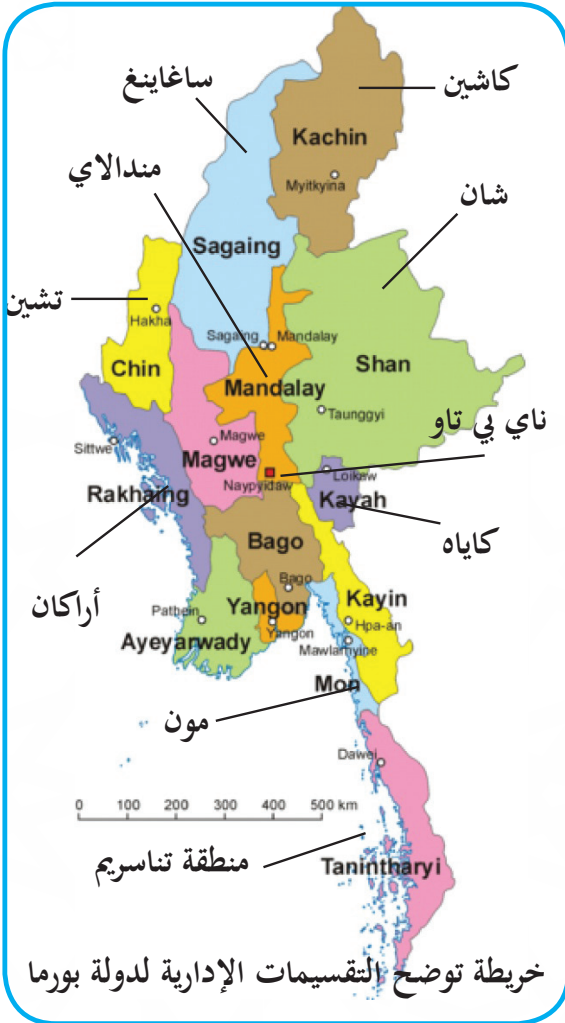 ساغاينغ
كاشين
Kachin
مندالاي
Myitkyina
شان
Sagaing
تشين
Hakha
Sagaing
Mandalay
Chin
Shan
Mandalay
Taunggyi
ناي بي تاو
Sittwe
Magwe
Magwe
Loikaw
Naypyidaw
Rakhaing
Kayah
كاياه
Bago
أراكان
Bago
Kayin
Pathein
Yangon
Hpa-an
Yangon
Ayeyarwady
Mawlamyine
Mon
مون
Dawei
0 100 200 300 400 500 km
منطقة تناسريم
Tanintharyi
خريطة توضح التقسيمات الإدارية لدولة بورما